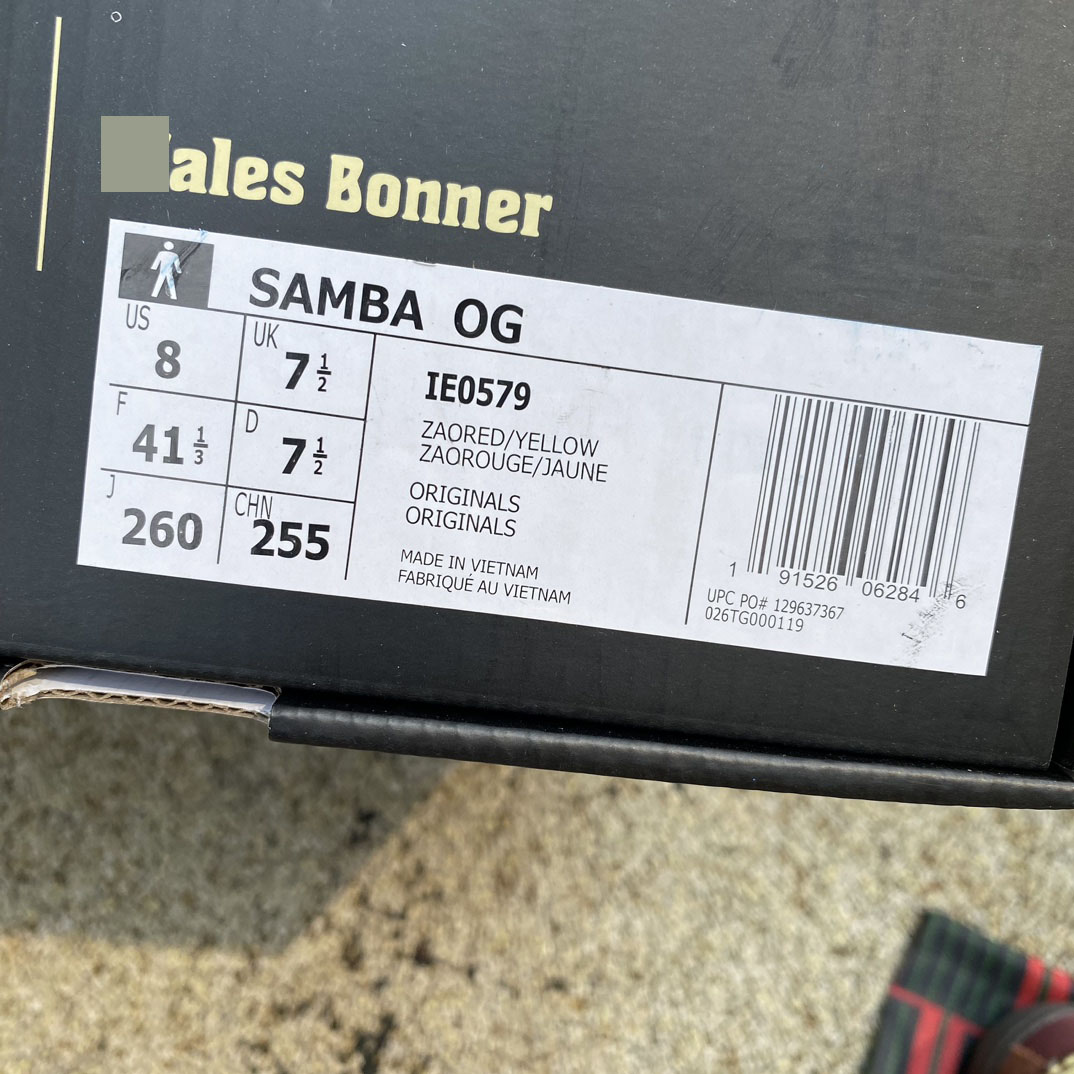 ales Bonner
SAMBA OG
US
8
UK
7 ½
F
41 ⅓
D
7 ½
J
260
CHN
255
IE0579
ZAORED/YELLOW
ZAOROUGE/JAUNE
ORIGINALS
ORIGINALS
MADE IN VIETNAM
FABRIQUÉ AU VIETNAM
1 91526 06284 6
UPC PO# 129637367
026TG000119